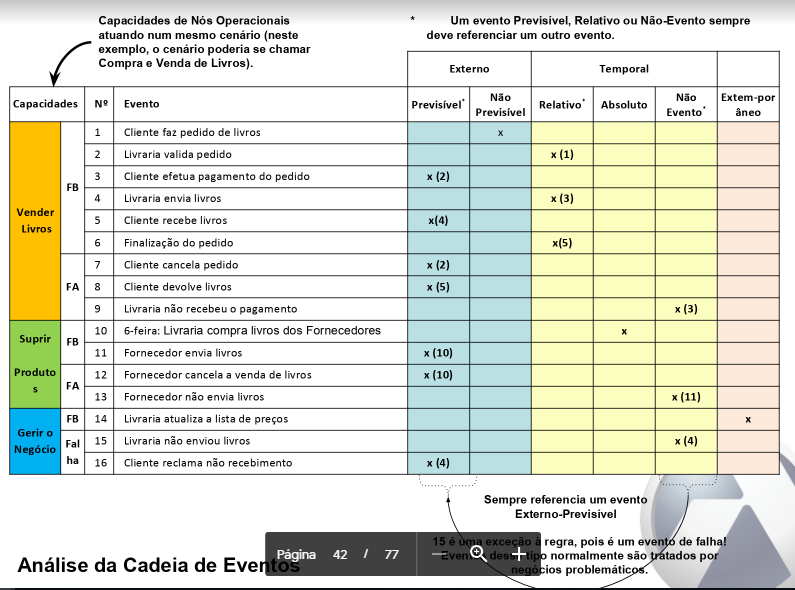 Capacidades de Nós Operacionais
atuando num mesmo cenário (neste
exemplo, o cenário poderia se chamar
Compra e Venda de Livros).
* Um evento Previsível, Relativo ou Não-Evento sempre
deve referenciar um outro evento.
Externo Temporal
Capacidades Nº Evento Previsível* Não Previsível Relativo* Absoluto Não Evento* Extem-por âneo
Vender Livros
FB
1 Cliente faz pedido de livros x
2 Livraria valida pedido x (1)
3 Cliente efetua pagamento do pedido x (2)
4 Livraria envia livros x (3)
5 Cliente recebe livros x(4)
6 Finalização do pedido x(5)
FA
7 Cliente cancela pedido x (2)
8 Cliente devolve livros x (5)
9 Livraria não recebeu o pagamento x (3)
Suprir Produto s
FB
10 6-feira: Livraria compra livros dos Fornecedores x
11 Fornecedor envia livros x (10)
FA
12 Fornecedor cancela a venda de livros x (10)
13 Fornecedor não envia livros x (11)
Gerir o Negócio
FB
14 Livraria atualiza a lista de preços x
Fal ha
15 Livraria não enviou livros x (4)
16 Cliente reclama não recebimento x (4)
Sempre referencia um evento
Externo-Previsivel
15 é uma exceção à regra, pois é um evento de falha!
tipo normalmente são tratados por
negócios problemáticos.
Página 42 / 77
Análise da Cadeia de Eventos